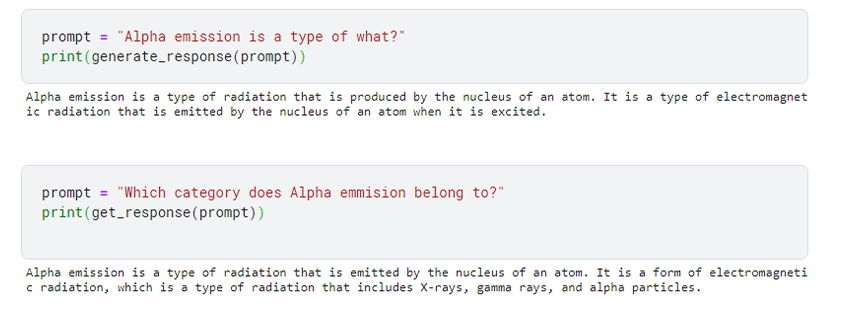 prompt = "Alpha emission is a type of what?"
print(generate_response(prompt))
Alpha emission is a type of radiation that is produced by the nucleus of an atom. It is a type of electromagnet
ic radiation that is emitted by the nucleus of an atom when it is excited.
prompt = "Which category does Alpha emmision belong to?"
print(get_response(prompt))
Alpha emission is a type of radiation that is emitted by the nucleus of an atom. It is a form of electromagneti
c radiation, which is a type of radiation that includes X-rays, gamma rays, and alpha particles.